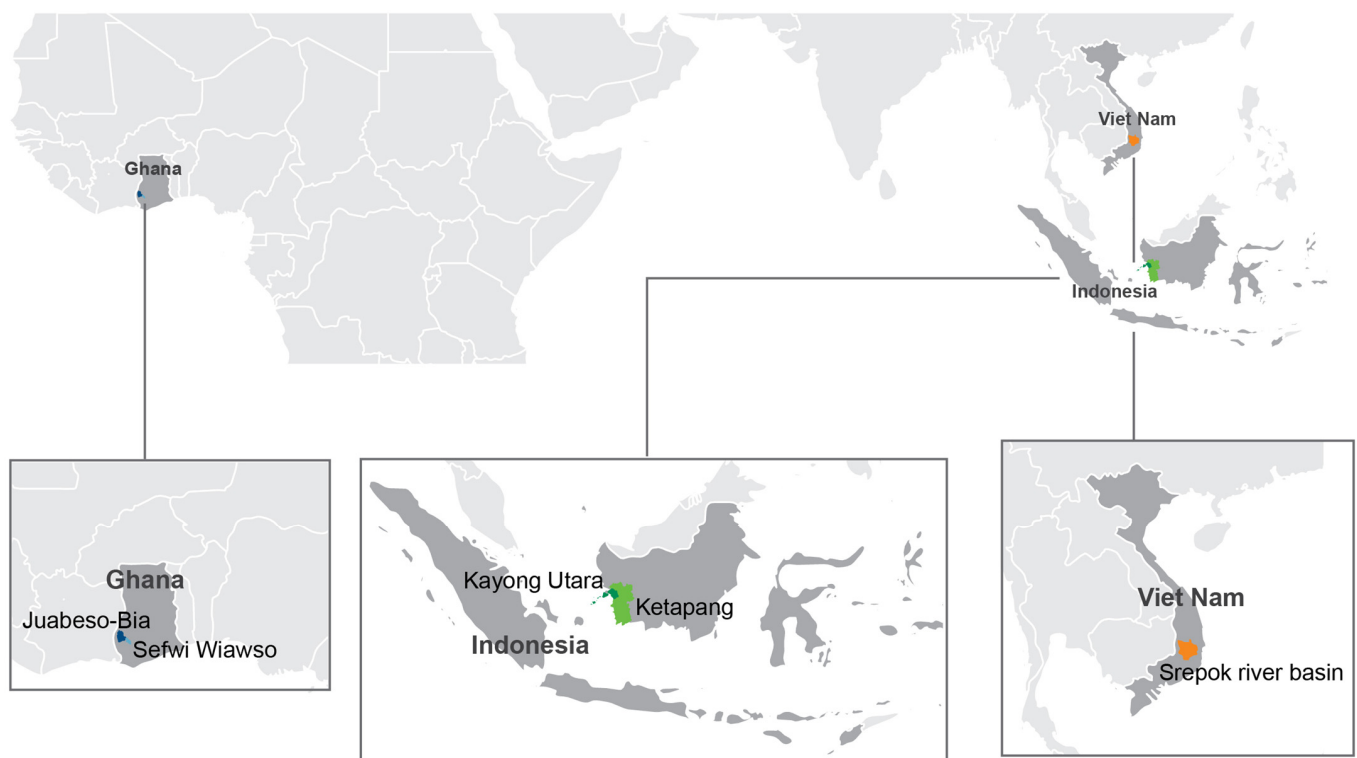 Viet Nam
Ghana
Indonesia
Ghana
Juabeso-Bia
Sefwi Wiawso
Kayong Utara
Ketapang
Indonesia
Viet Nam
Srepok river basin